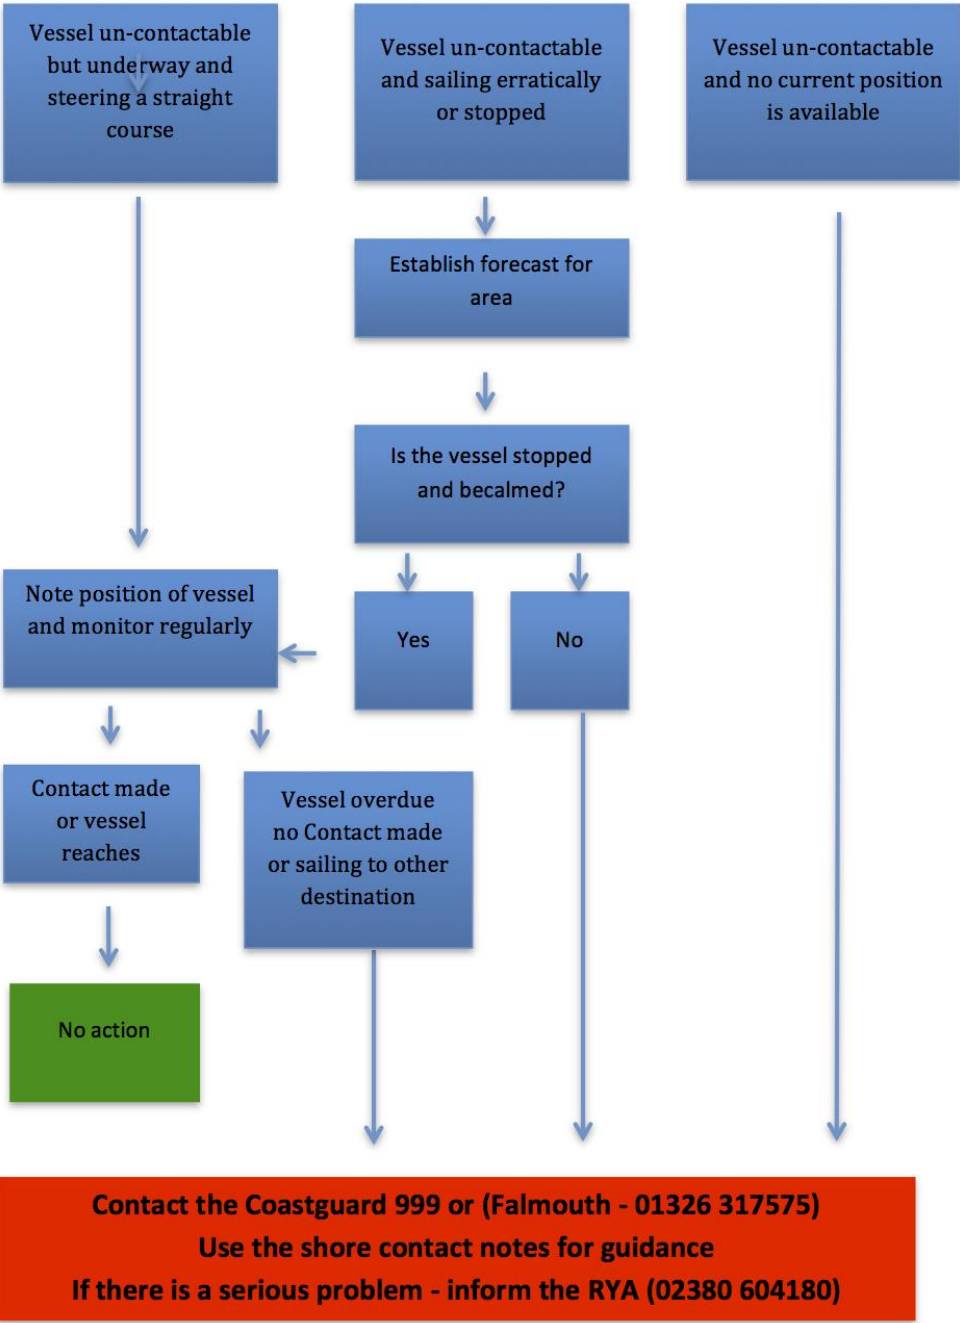 Vessel un-contactable
but underway and
steering a straight
course
Vessel un-contactable
and sailing erratically
or stopped
Vessel un-contactable
and no current position
is available
Establish forecast for
area
Is the vessel stopped
and becalmed?
Note position of vessel
and monitor regularly
Yes
No
Contact made
or vessel
reaches
Vessel overdue
no Contact made
or sailing to other
destination
No action
Contact the Coastguard 999 or (Falmouth - 01326 317575)
Use the shore contact notes for guidance
If there is a serious problem - inform the RYA (02380 604180)